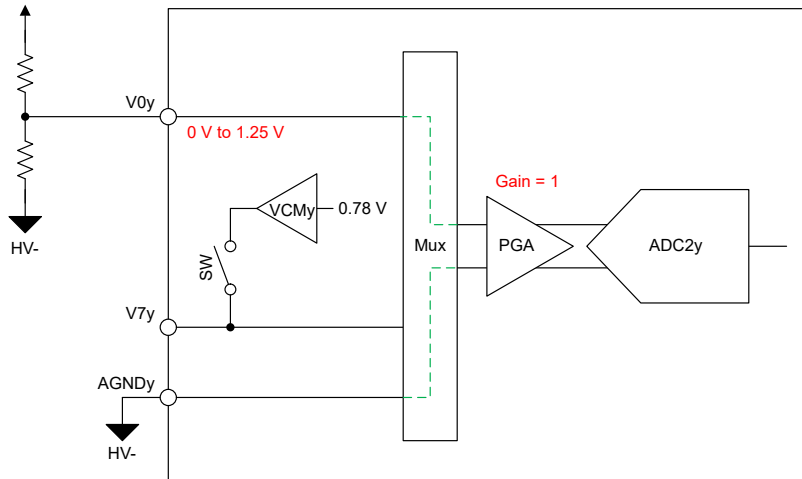 V0y
0 V to 1.25 V
HV-
VCMy
0.78 V
SW
Gain = 1
Mux
PGA
ADC2y
V7y
AGNDy
HV-